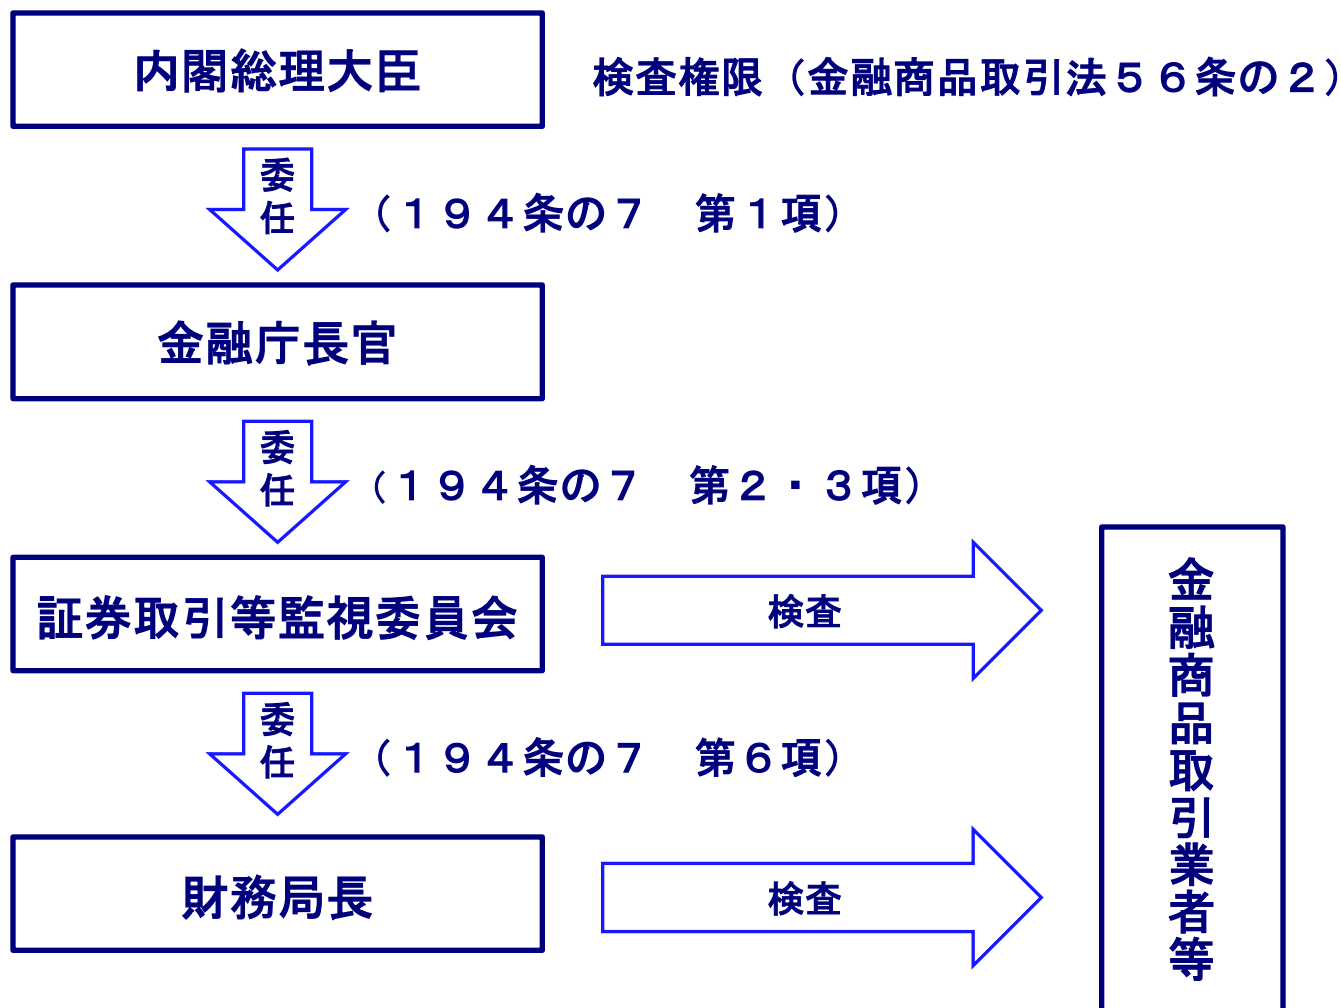 内閣総理大臣
検査権限（金融商品取引法５６条の２）
委任
（１９４条の７　第１項）
金融庁長官
委任
（１９４条の７　第２・３項）
証券取引等監視委員会
検査
金融商品取引業者等
委任
（１９４条の７　第６項）
財務局長
検査